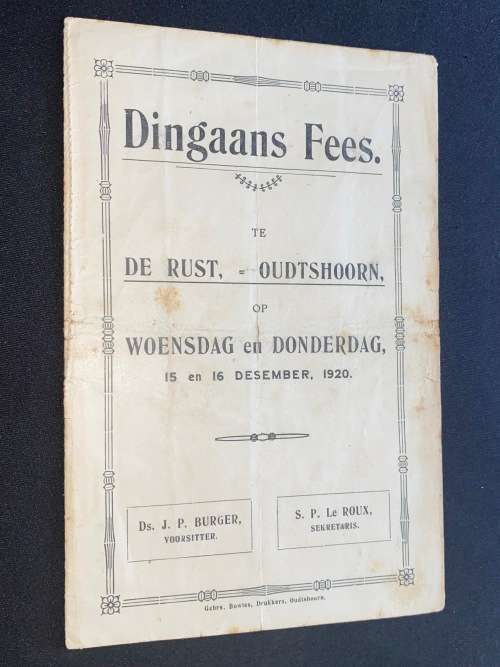 Dingaans Fees.
TE
DE RUST, = OUDTSHOORN,
OP
WOENSDAG en DONDERDAG,
15 en 16 DESEMBER, 1920.
Ds. J. P. BURGER,
VOORSITTER.
S. P. Le ROUX,
SEKRETARIS.
Gebrs. Bowles, Drukkers, Oudtshoorn.